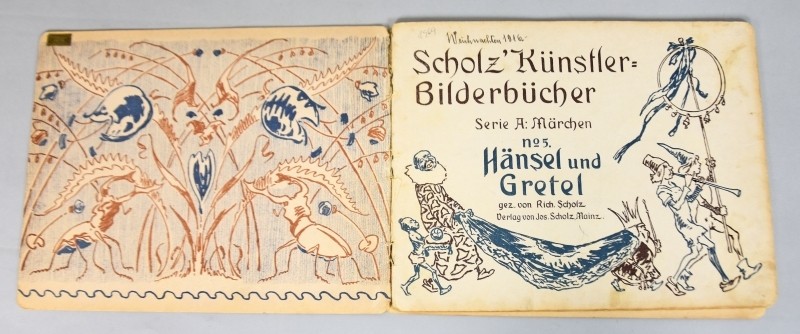 Weihnachten 1916.
Scholz' Künstler=
Bilderbücher
Serie A: Märchen
No 5.
Hänsel und
Gretel
gez. von Rich. Scholz
Verlag von Jos. Scholz, Mainz.